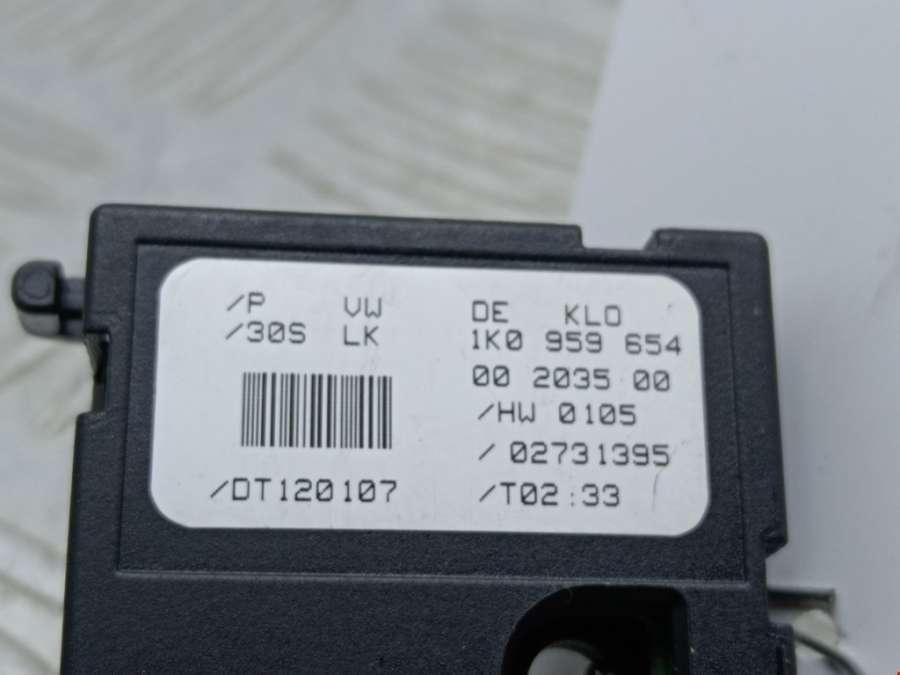 /P VW
/30S LK
/DT120107
DE KLO
1K0 959 654
00 2035 00
/HW 0105
/ 02731395
/T02:33